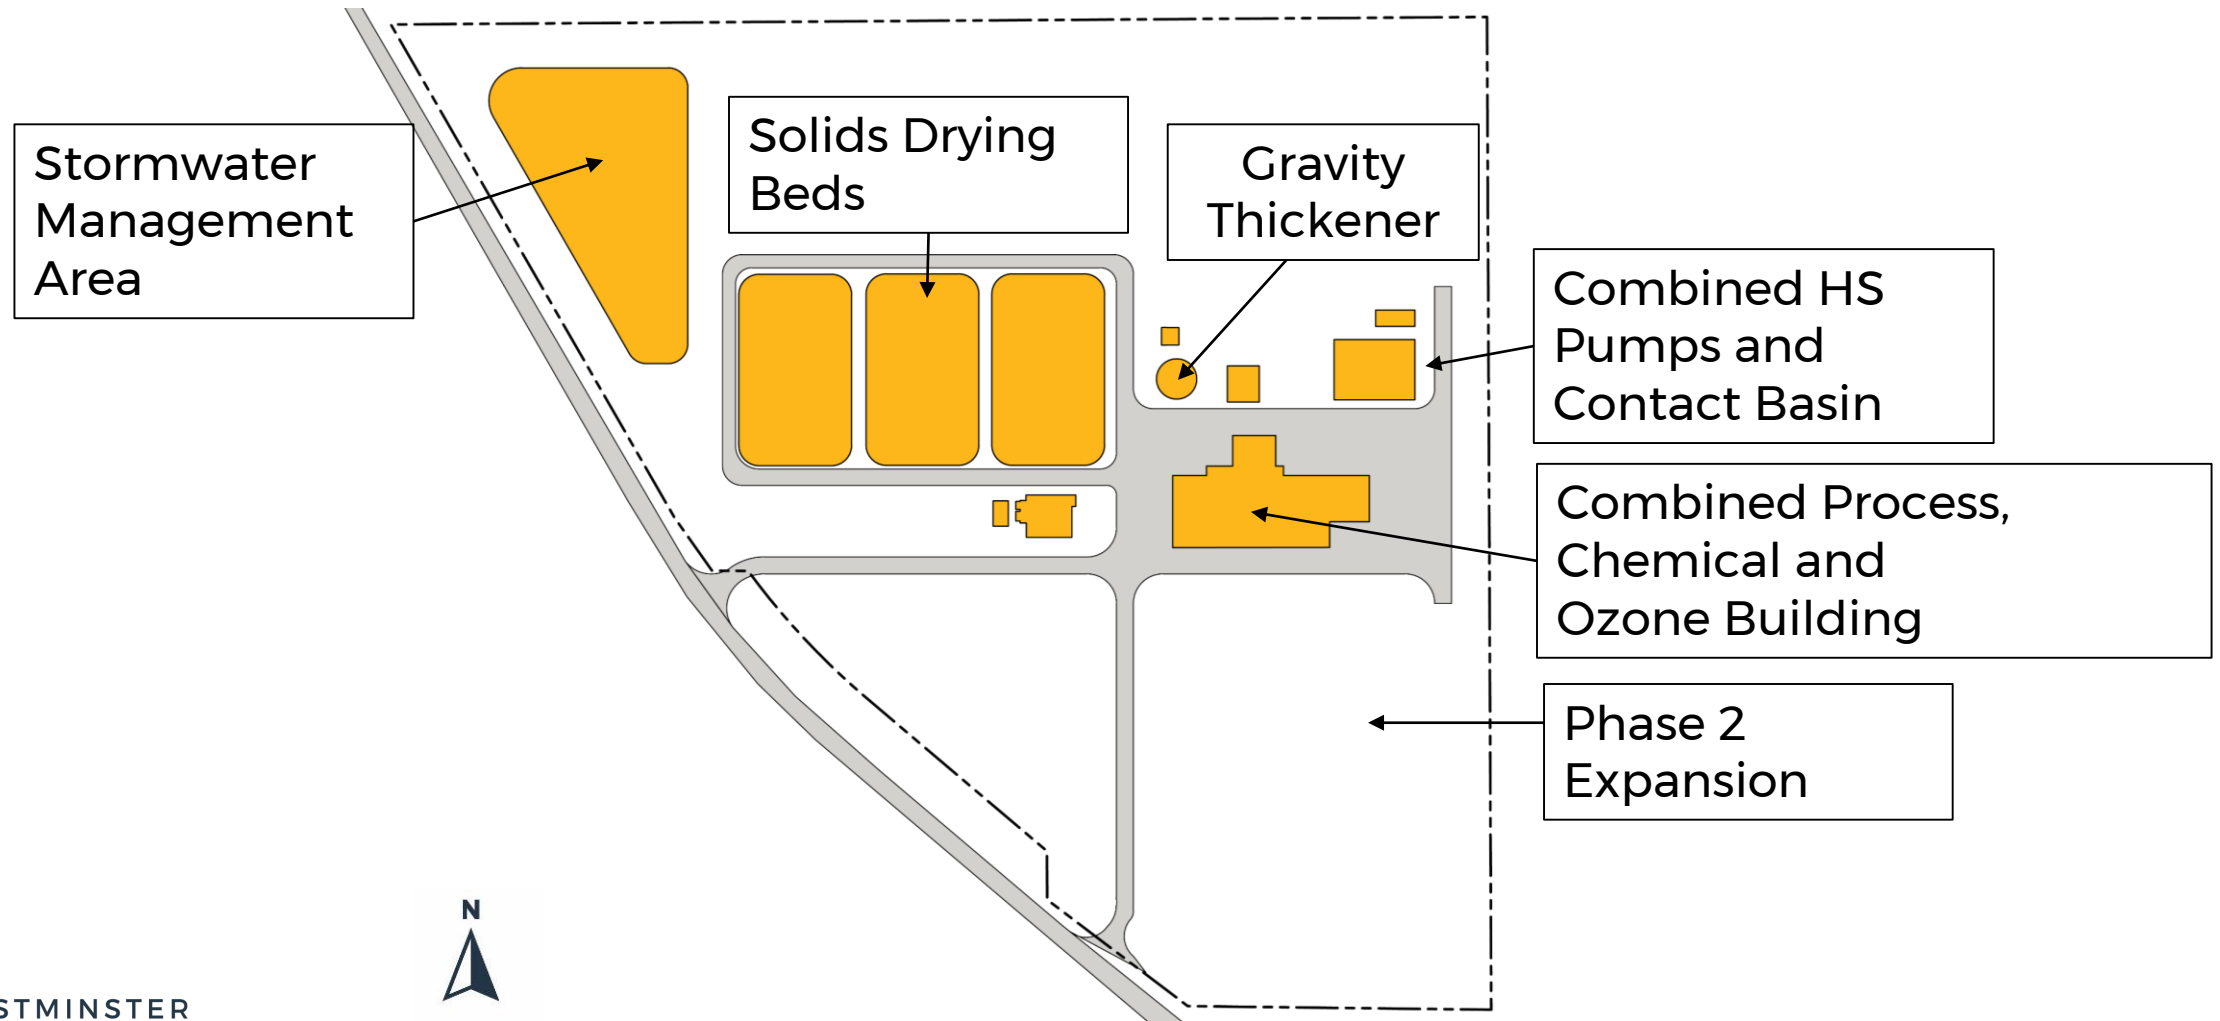 Stormwater
Management
Area
Solids Drying
Beds
Gravity
Thickener
Combined HS
Pumps and
Contact Basin
Combined Process,
Chemical and
Ozone Building
Phase 2
Expansion
N
STMINSTER